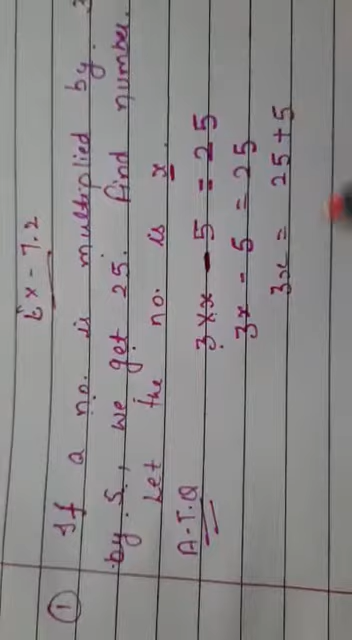 Ex - 7.2
① If a no. is multiplied by
by 5, we get 25. find number.
Let the no. is x.
A.T.Q 3 × x - 5 = 25
3x - 5 = 25
3x = 25 + 5